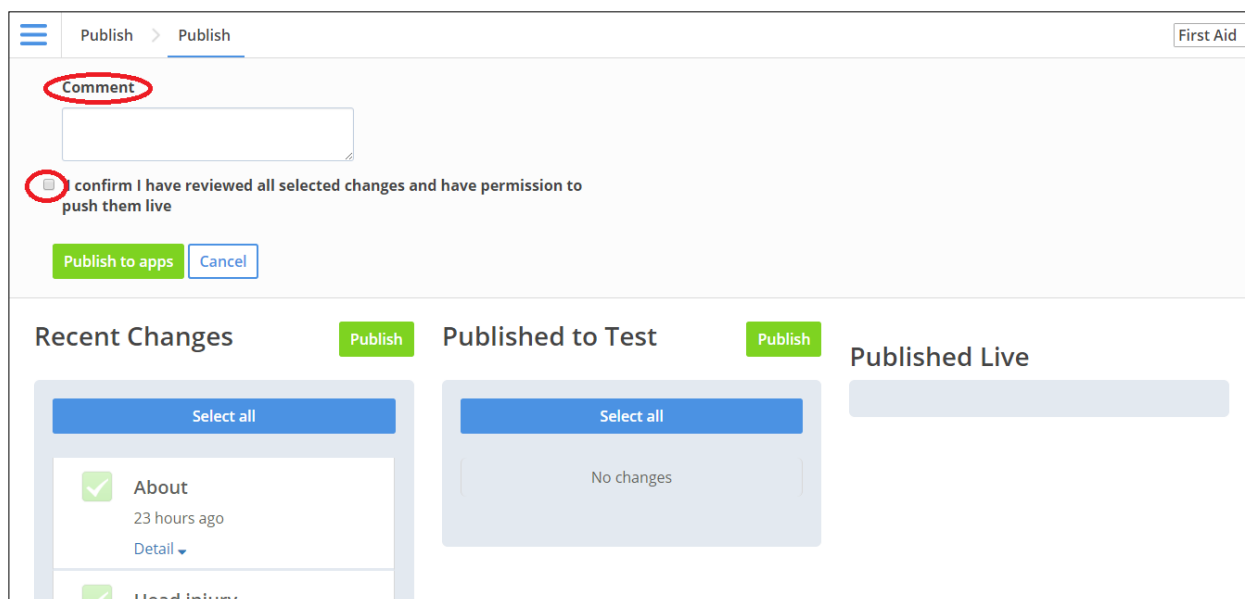 Publish Publish First Aid
Comment
I confirm I have reviewed all selected changes and have permission to
push them live
Publish to apps Cancel
Recent Changes Publish Published to Test Publish
Published Live
Select all Select all
About
No changes
23 hours ago
Detail
Head injury